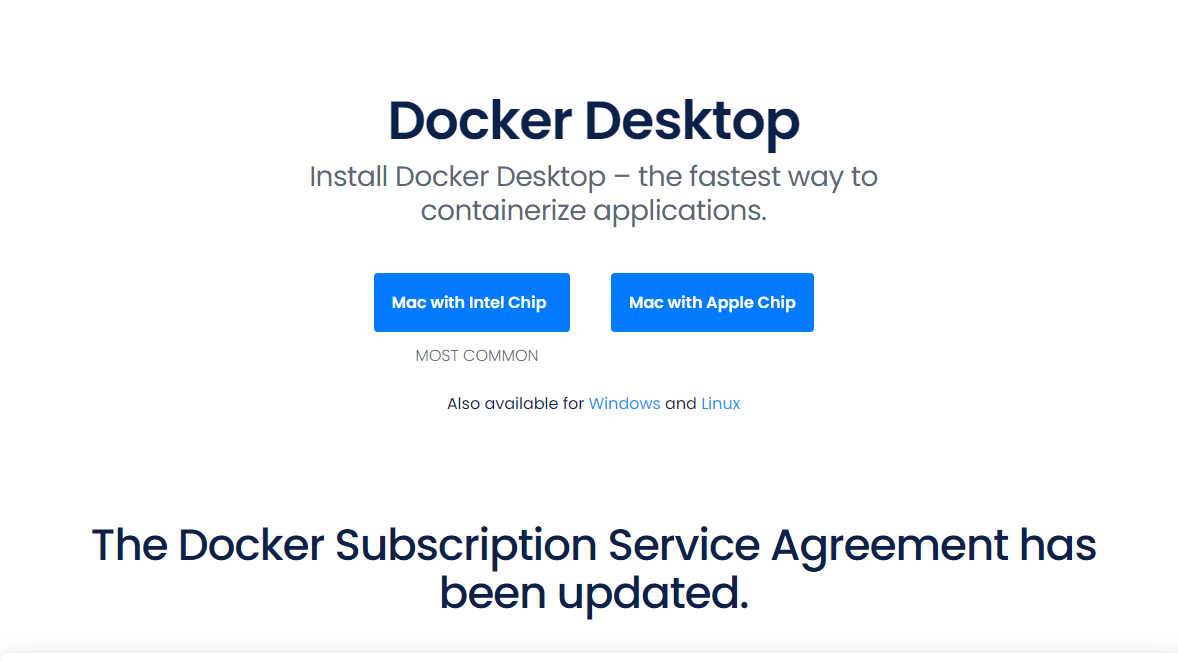 Docker Desktop
Install Docker Desktop – the fastest way to
containerize applications.
Mac with Intel Chip
Mac with Apple Chip
MOST COMMON
Also available for Windows and Linux
The Docker Subscription Service Agreement has
been updated.